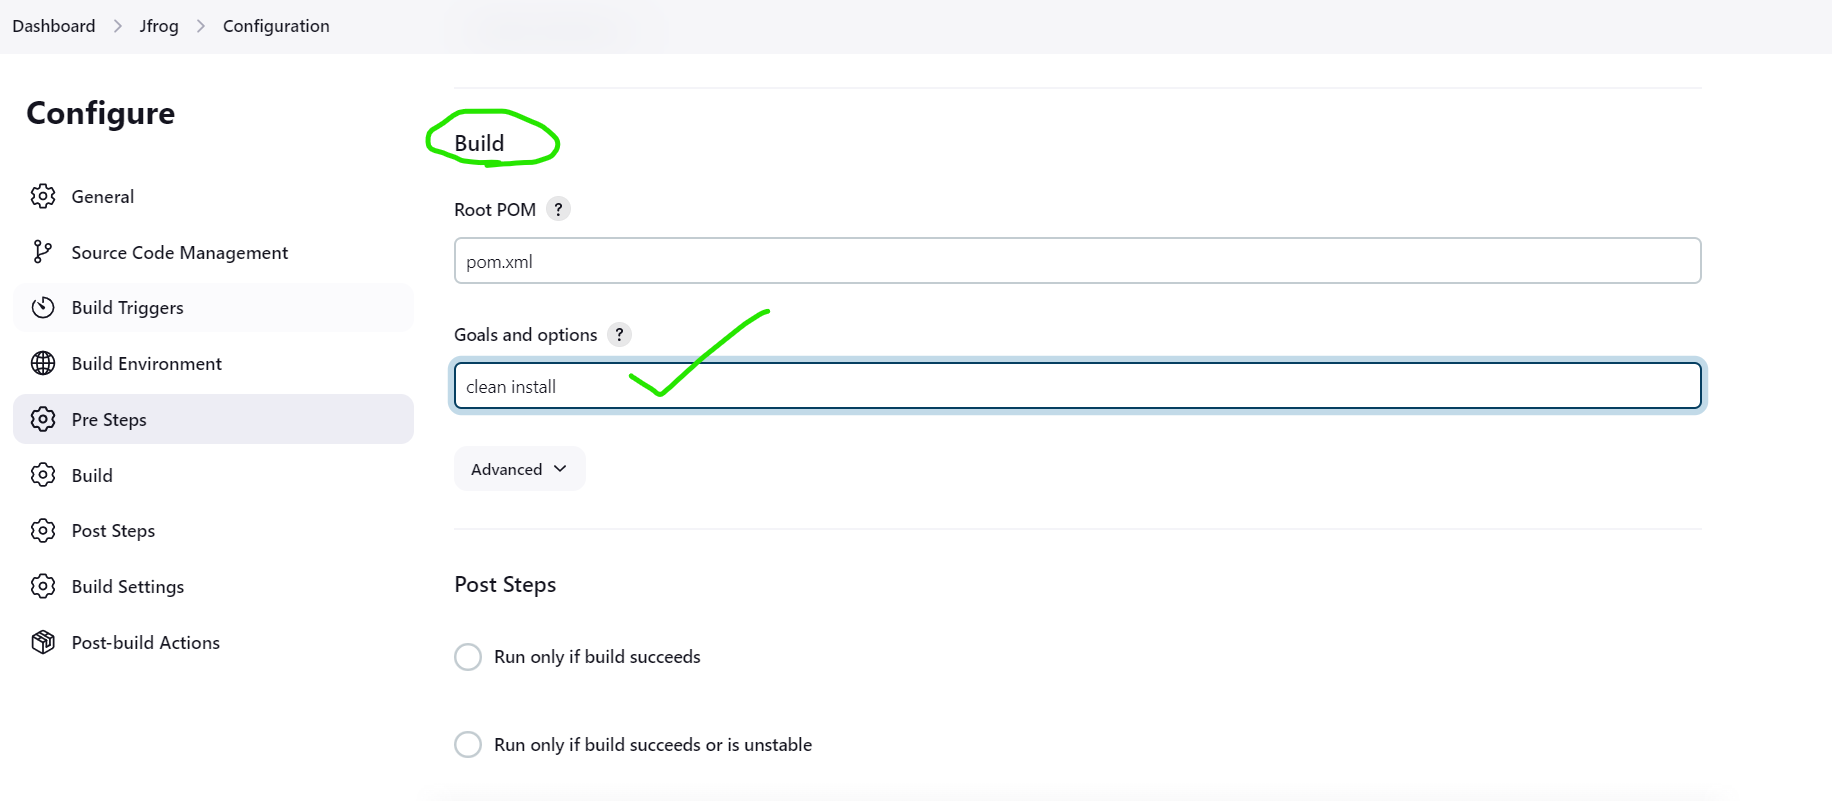 Dashboard > Jfrog > Configuration
Configure
General
Source Code Management
Build Triggers
Build Environment
Pre Steps
Build
Post Steps
Build Settings
Post-build Actions
Build
Root POM ?
pom.xml
Goals and options ?
clean install
Advanced
Post Steps
Run only if build succeeds
Run only if build succeeds or is unstable